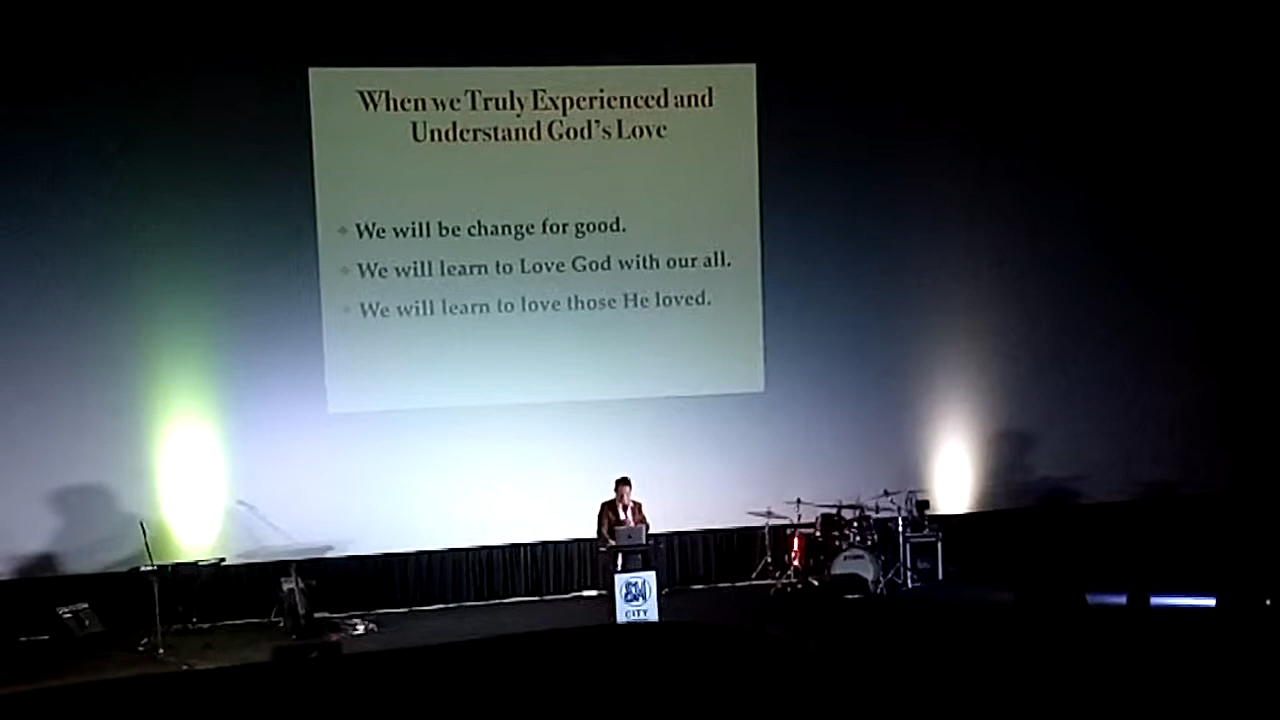 When we Truly Experienced and
Understand God's Love
We will be change for good.
We will learn to Love God with our all.
We will learn to love those He loved.
SM
CITY